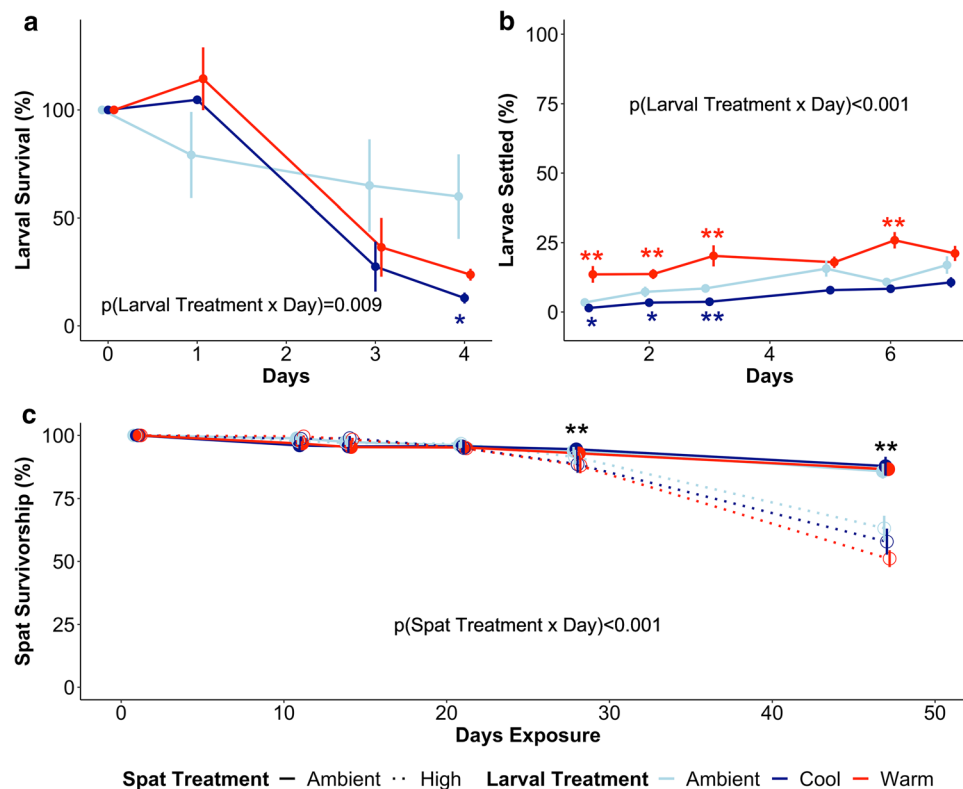 a
Larval Survival (%)
100
50
0
p(Larval Treatment x Day)=0.009
*
0 1 2 3 4
Days
b
Larvae Settled (%)
100
75
50
25
0
p(Larval Treatment x Day)<0.001
** ** ** **
* * **
2 4 6
Days
c
Spat Survivorship (%)
100
75
50
25
0
** **
p(Spat Treatment x Day)<0.001
0 10 20 30 40 50
Days Exposure
Spat Treatment Ambient High Larval Treatment Ambient Cool Warm